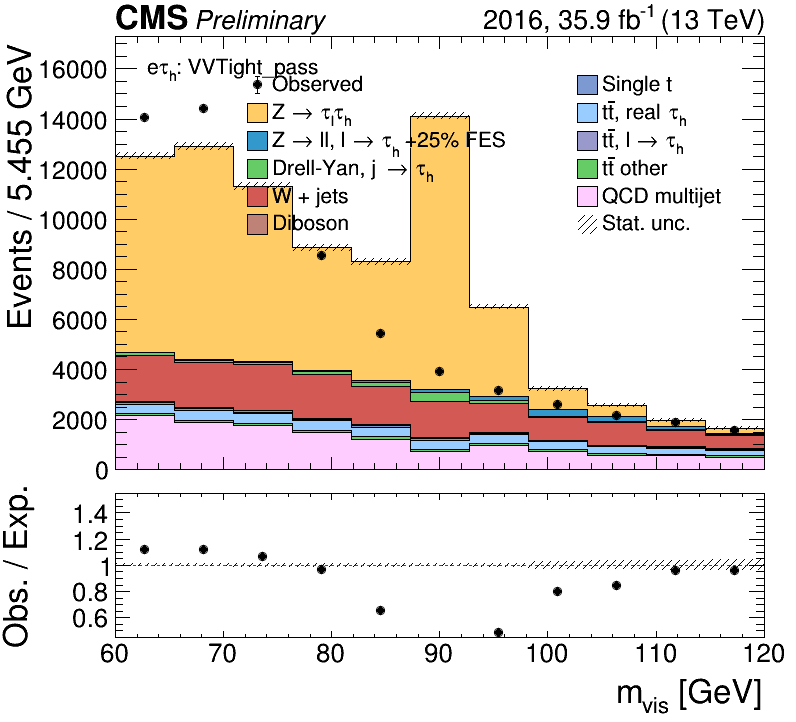 CMS Preliminary 2016, 35.9 fb⁻¹ (13 TeV)
eτₕ: VVTight_pass
Observed
Z → τₗτₕ
Z → ll, l → τₕ +25% FES
Drell-Yan, j → τₕ
W + jets
Diboson
Single t
tt̄, real τₕ
tt̄, l → τₕ
tt̄ other
QCD multijet
Stat. unc.
Events / 5.455 GeV
16000
14000
12000
10000
8000
6000
4000
2000
0
Obs. / Exp.
1.4
1.2
1
0.8
0.6
60 70 80 90 100 110 120
m_vis [GeV]